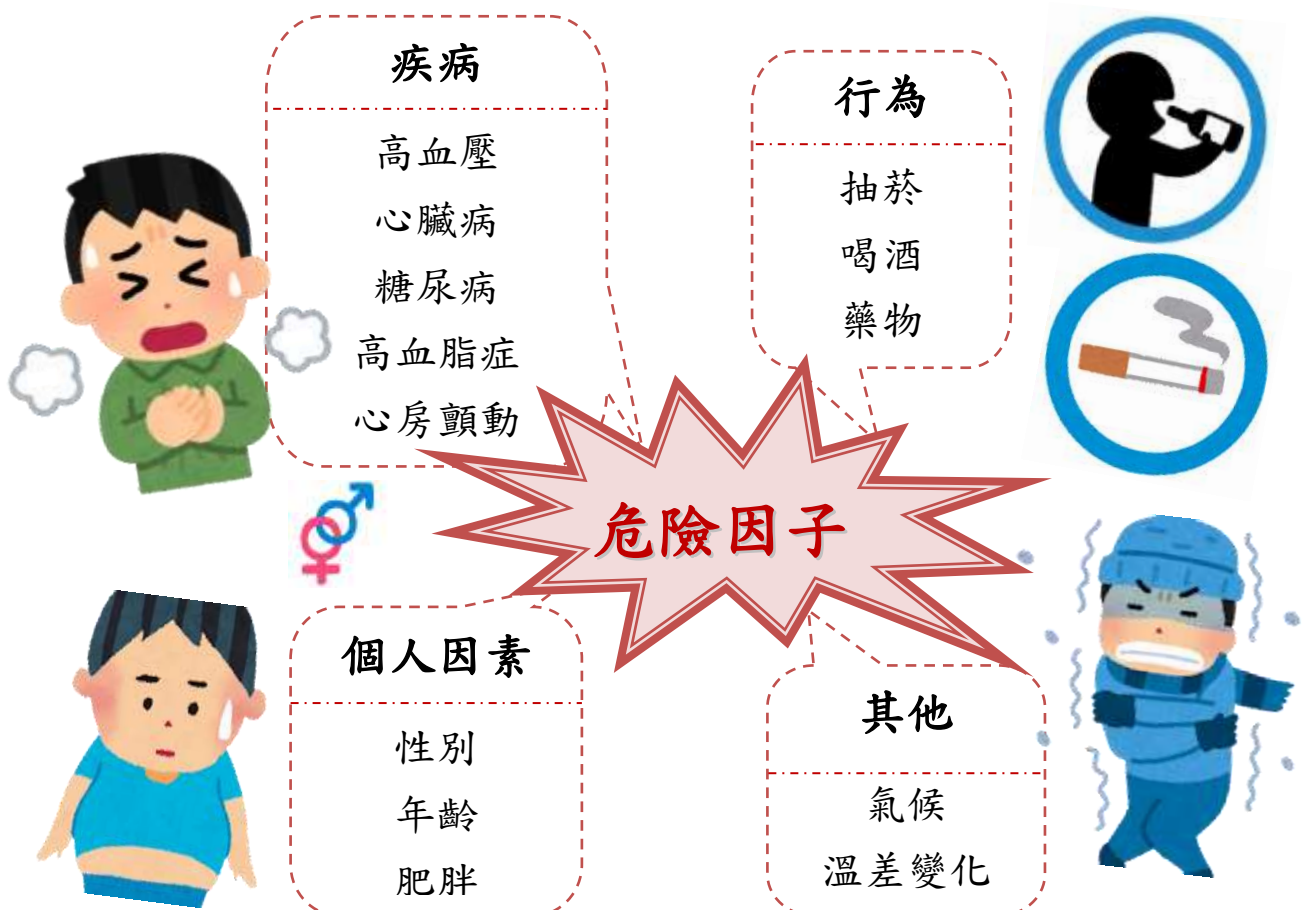 疾病
高血壓
心臟病
糖尿病
高血脂症
心房顫動
行為
抽菸
喝酒
藥物
危險因子
個人因素
性別
年齡
肥胖
其他
氣候
溫差變化